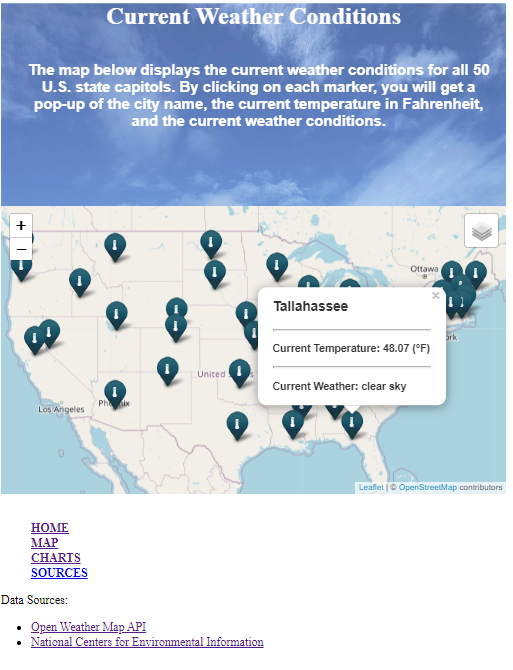 Current Weather Conditions
The map below displays the current weather conditions for all 50
U.S. state capitols. By clicking on each marker, you will get a
pop-up of the city name, the current temperature in Fahrenheit,
and the current weather conditions.
+
−
Ottawa
×
Tallahassee
Current Temperature: 48.07 (°F)
United
Current Weather: clear sky
Los Angeles
Leaflet | © OpenStreetMap contributors
HOME
MAP
CHARTS
SOURCES
Data Sources:
• Open Weather Map API
• National Centers for Environmental Information